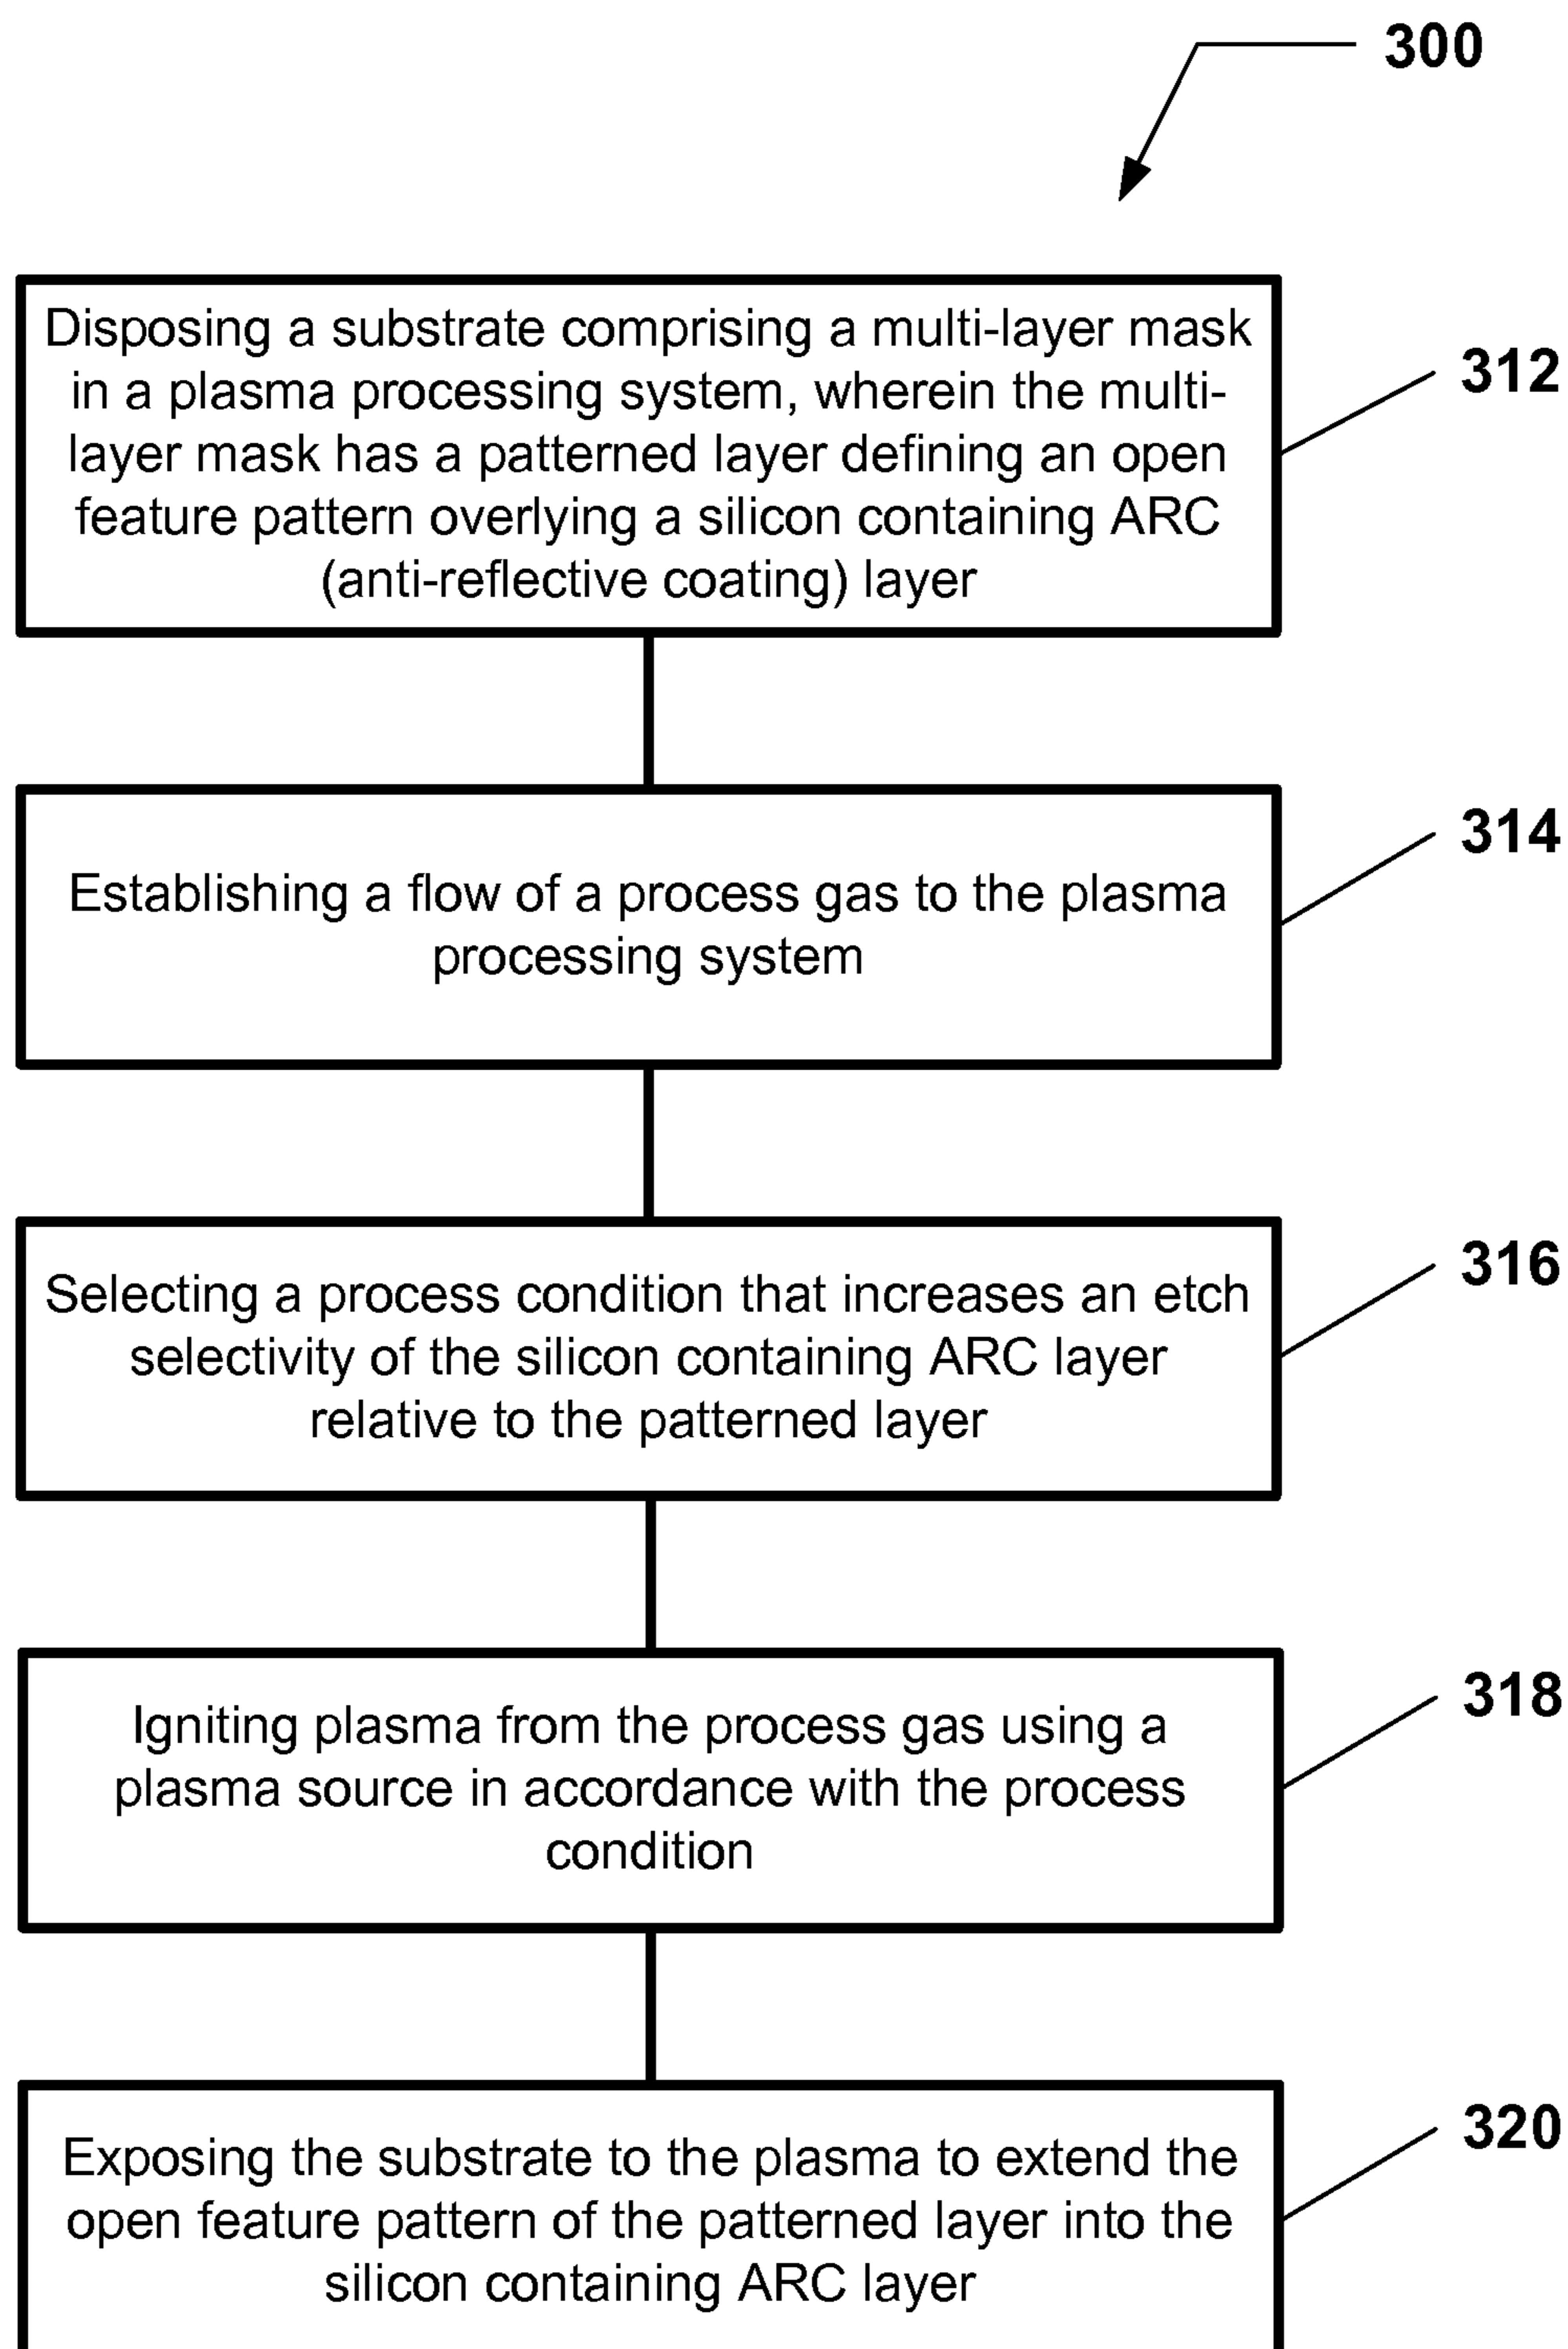 300
Disposing a substrate comprising a multi-layer mask
in a plasma processing system, wherein the multi-
layer mask has a patterned layer defining an open
feature pattern overlying a silicon containing ARC
(anti-reflective coating) layer
312
Establishing a flow of a process gas to the plasma
processing system
314
Selecting a process condition that increases an etch
selectivity of the silicon containing ARC layer
relative to the patterned layer
316
Igniting plasma from the process gas using a
plasma source in accordance with the process
condition
318
Exposing the substrate to the plasma to extend the
open feature pattern of the patterned layer into the
silicon containing ARC layer
320